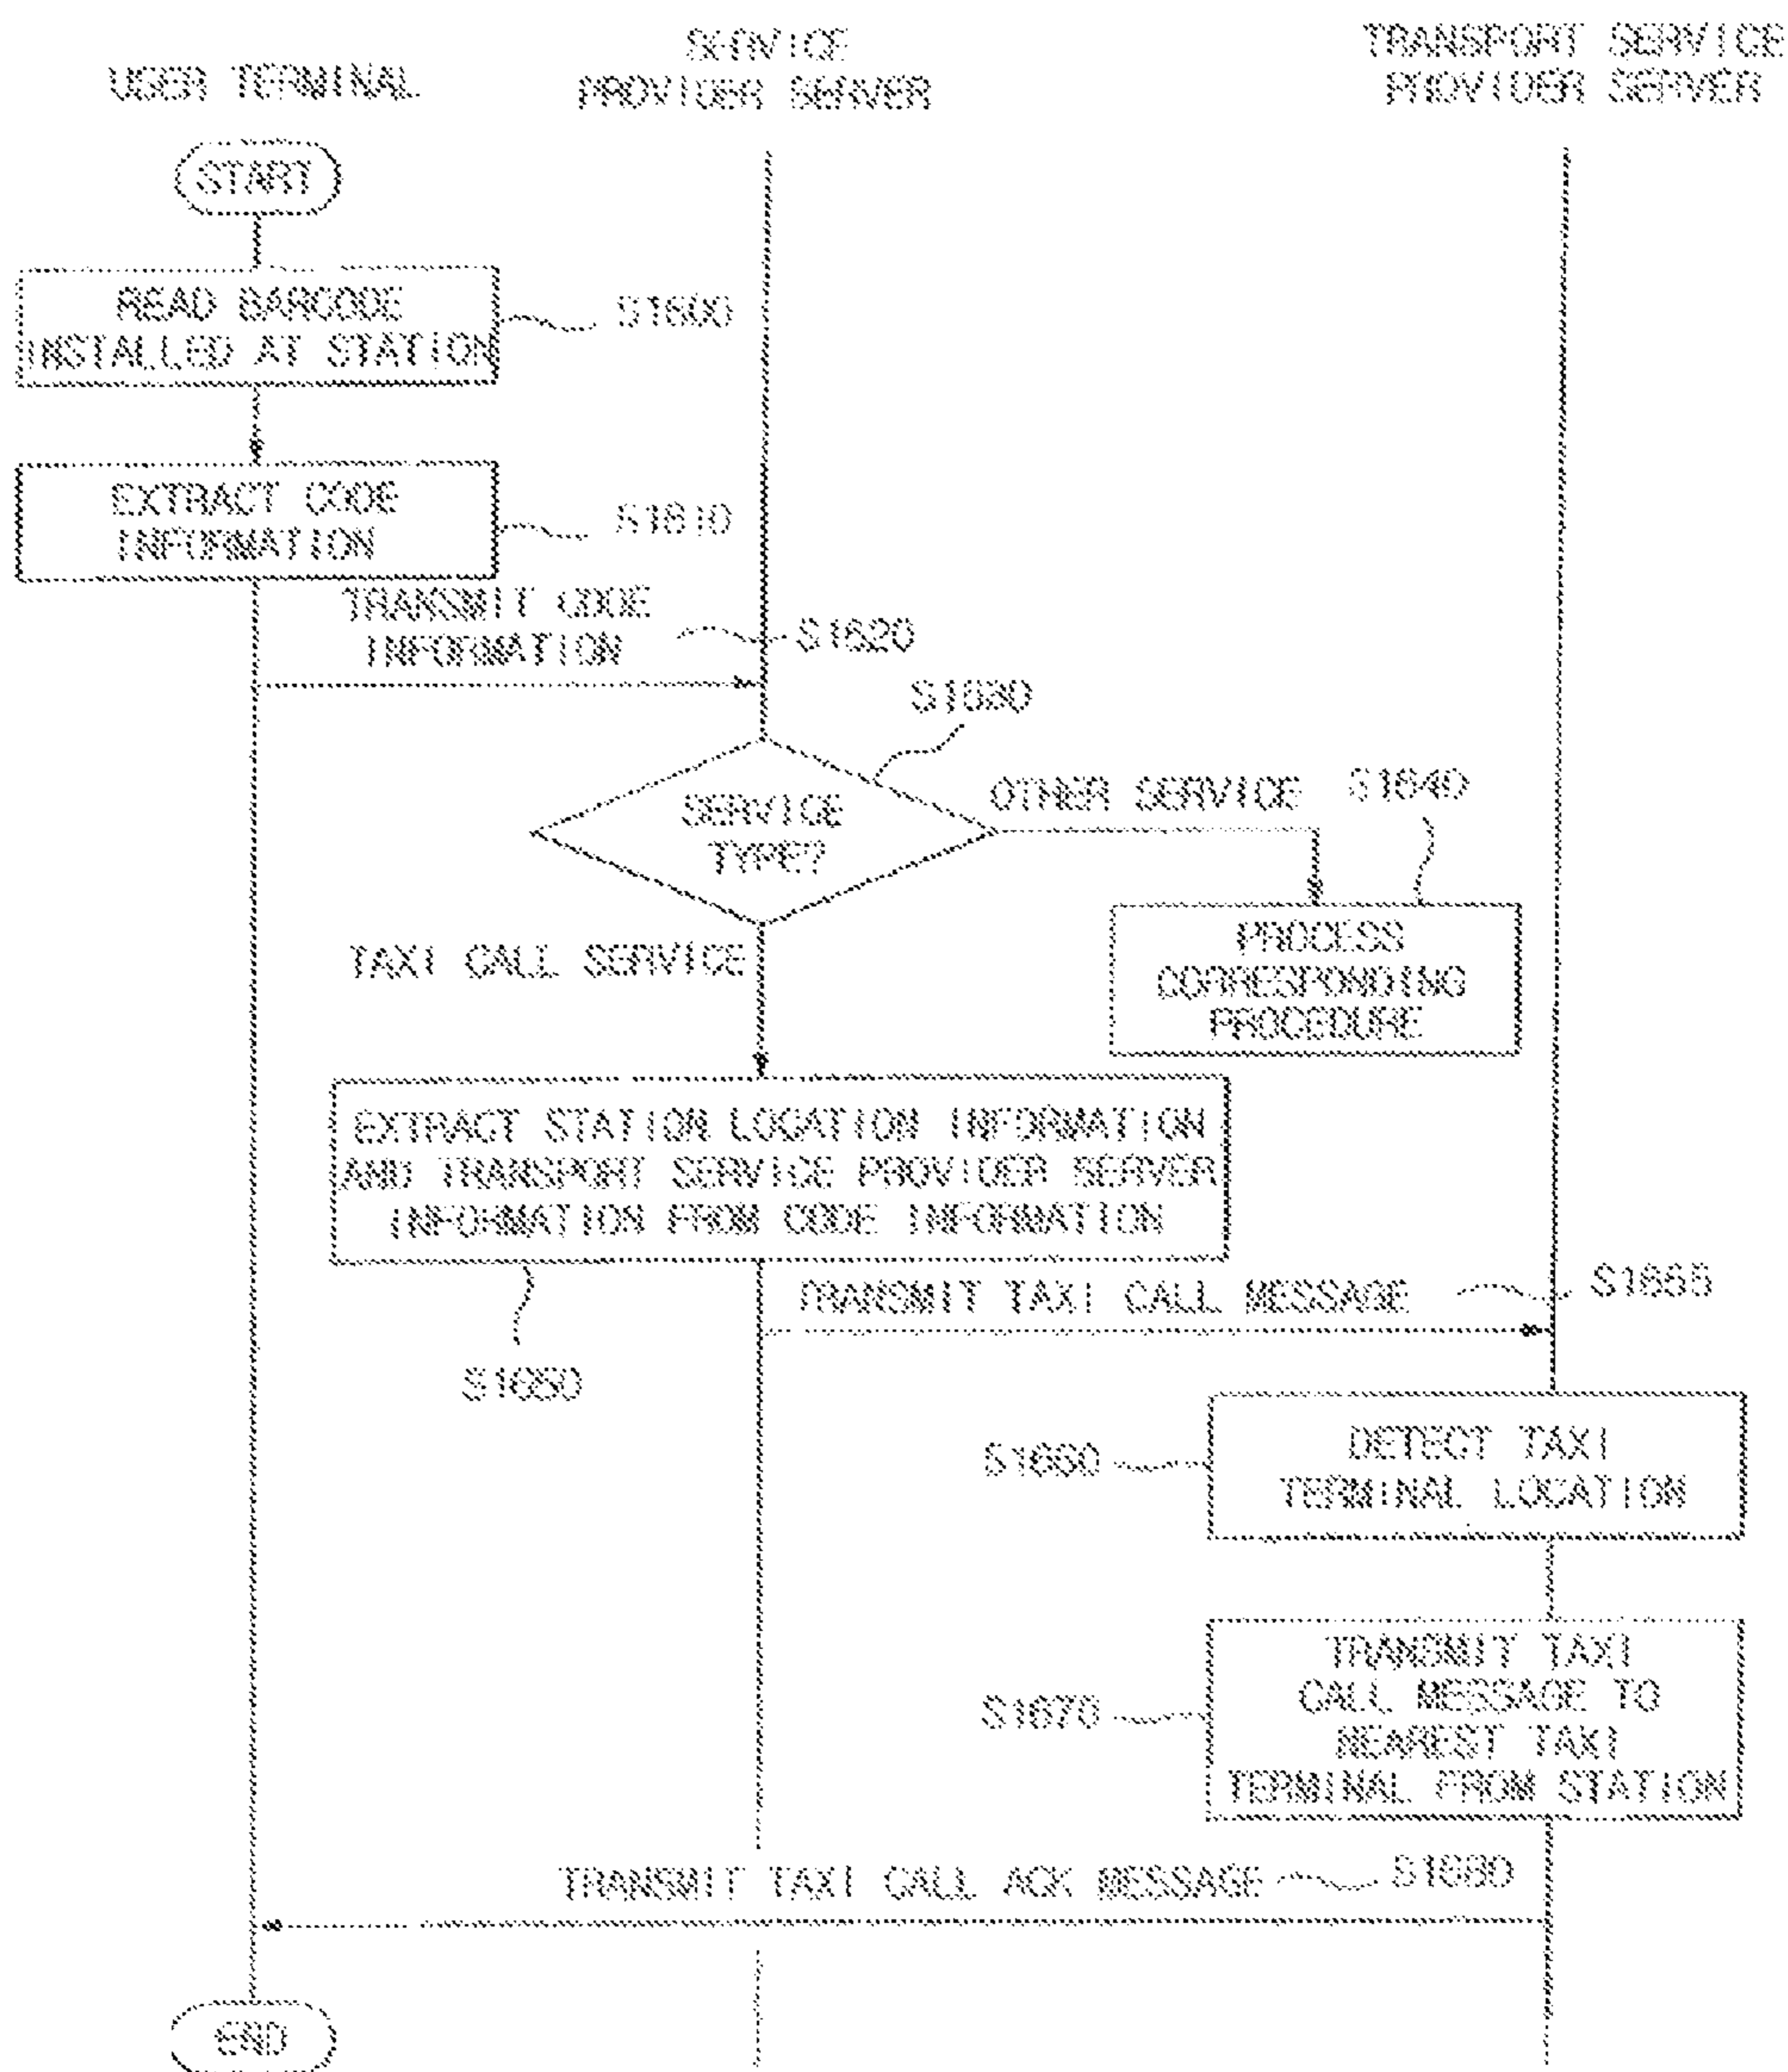 USER TERMINAL
SERVICE
PROVIDER SERVER
TRANSPORT SERVICE
PROVIDER SERVER
START
READ BARCODE
INSTALLED AT STATION
S1600
EXTRACT CODE
INFORMATION
S1610
TRANSMIT CODE
INFORMATION
S1620
S1630
SERVICE
TYPE?
OTHER SERVICE
S1640
PROCESS
CORRESPONDING
PROCEDURE
TAXI CALL SERVICE
EXTRACT STATION LOCATION INFORMATION
AND TRANSPORT SERVICE PROVIDER SERVER
INFORMATION FROM CODE INFORMATION
S1650
TRANSMIT TAXI CALL MESSAGE
S1665
DETECT TAXI
TERMINAL LOCATION
S1660
TRANSMIT TAXI
CALL MESSAGE TO
NEAREST TAXI
TERMINAL FROM STATION
S1670
TRANSMIT TAXI CALL ACK MESSAGE
S1680
END